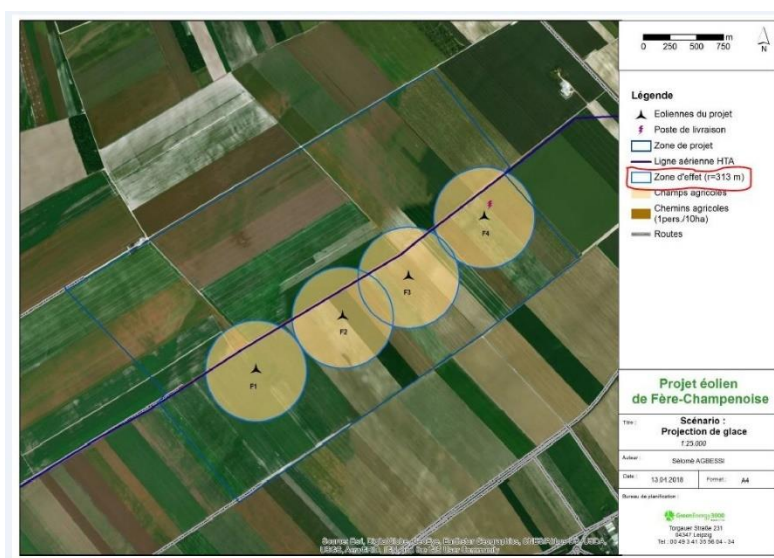 0 250 500 750 m
N
Légende
Eoliennes du projet
Poste de livraison
Zone de projet
Ligne aérienne HTA
Zone d'effet (r=313 m)
Champs agricoles
Chemins agricoles
(1pers./10ha)
Routes
F4
F3
F2
F1
Projet éolien
de Fère-Champenoise
Titre :
Scénario :
Projection de glace
1:25.000
Auteur :
Sèlomè AGBESSI
Date :
13.01.2018
Format :
A4
Bureau de planification :
GreenEnergy3000
Torgauer Straße 231
04347 Leipzig